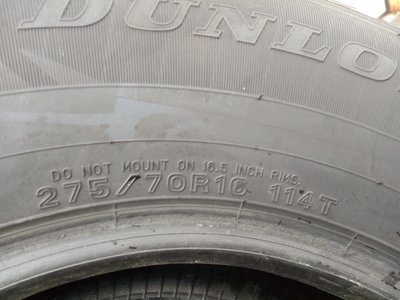 DUNLO
DO NOT MOUNT ON 16.5 INCH RIMS
275/70R16 114T